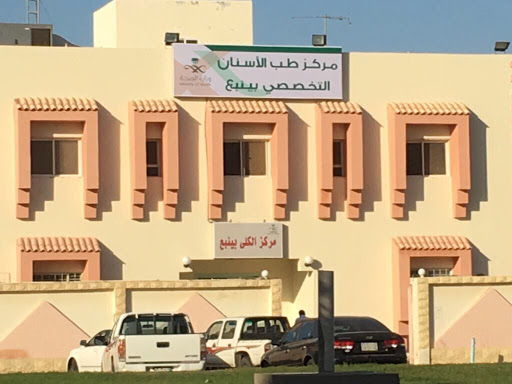 مركز طب الأسنان
التخصصي بينبع
وزارة الصحة
مركز الكلى بينبع